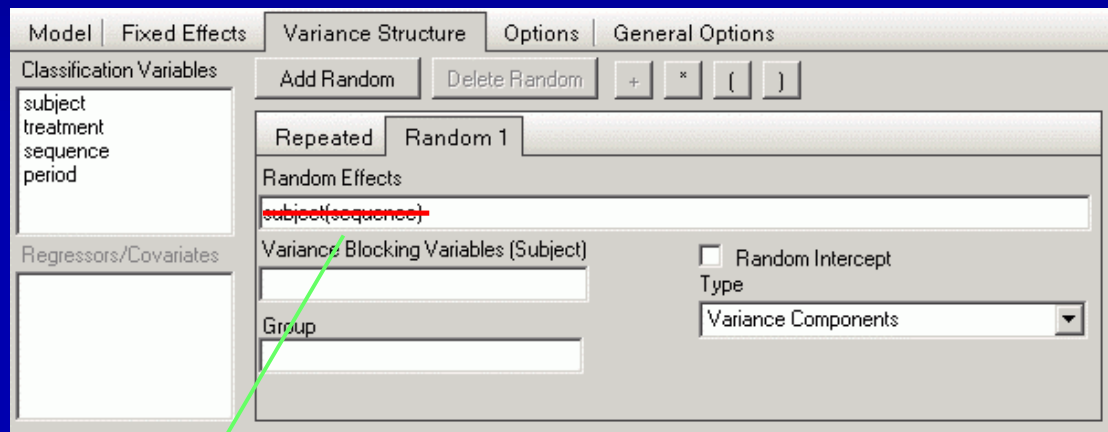 Model Fixed Effects Variance Structure Options General Options
Classification Variables
subject
treatment
sequence
period
Regressors/Covariates
Add Random Delete Random + * ( )
Repeated Random 1
Random Effects
subject(sequence)
Variance Blocking Variables (Subject)
Group
Random Intercept
Type
Variance Components